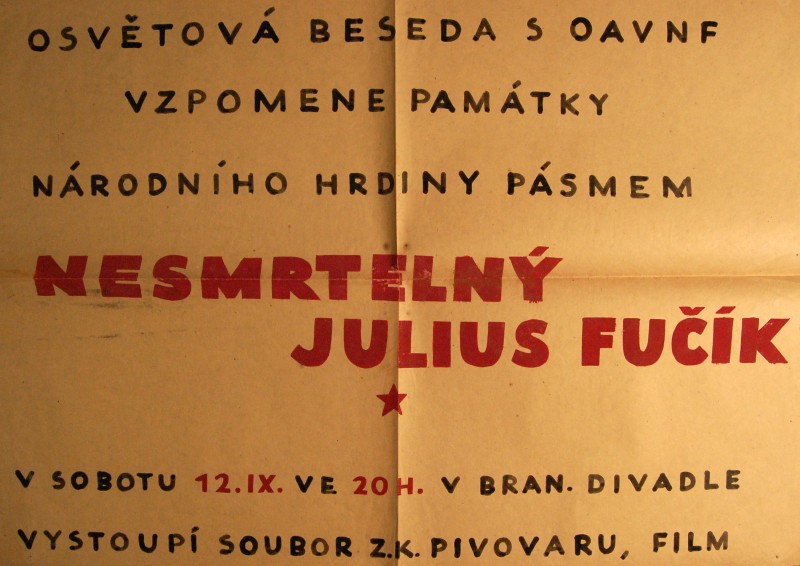 OSVĚTOVÁ BESEDA S OAVNF
VZPOMENE PAMÁTKY
NÁRODNÍHO HRDINY PÁSMEM
NESMRTELNÝ
JULIUS FUČÍK
V SOBOTU 12.IX. VE 20H. V BRAN. DIVADLE
VYSTOUPÍ SOUBOR Z.K. PIVOVARU, FILM